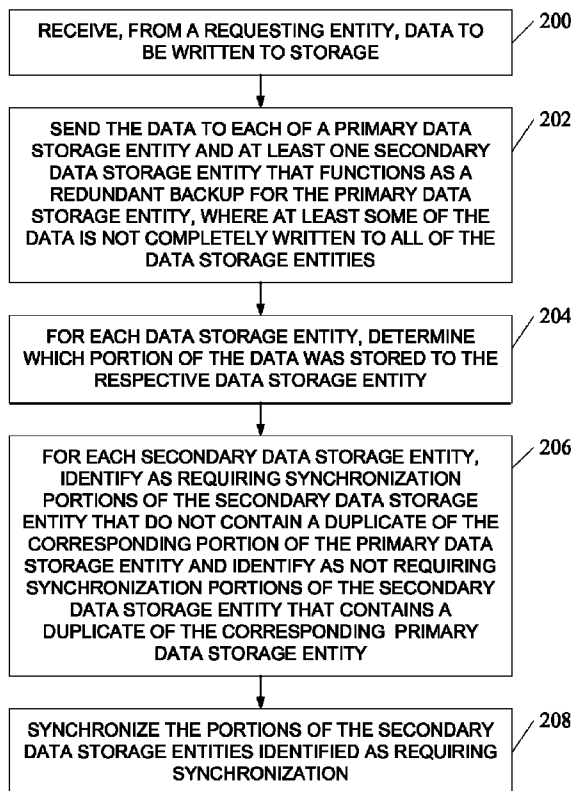 RECEIVE, FROM A REQUESTING ENTITY, DATA TO
BE WRITTEN TO STORAGE
200
SEND THE DATA TO EACH OF A PRIMARY DATA
STORAGE ENTITY AND AT LEAST ONE SECONDARY
DATA STORAGE ENTITY THAT FUNCTIONS AS A
REDUNDANT BACKUP FOR THE PRIMARY DATA
STORAGE ENTITY, WHERE AT LEAST SOME OF THE
DATA IS NOT COMPLETELY WRITTEN TO ALL OF THE
DATA STORAGE ENTITIES
202
FOR EACH DATA STORAGE ENTITY, DETERMINE
WHICH PORTION OF THE DATA WAS STORED TO THE
RESPECTIVE DATA STORAGE ENTITY
204
FOR EACH SECONDARY DATA STORAGE ENTITY,
IDENTIFY AS REQUIRING SYNCHRONIZATION
PORTIONS OF THE SECONDARY DATA STORAGE
ENTITY THAT DO NOT CONTAIN A DUPLICATE OF THE
CORRESPONDING PORTION OF THE PRIMARY DATA
STORAGE ENTITY AND IDENTIFY AS NOT REQUIRING
SYNCHRONIZATION PORTIONS OF THE SECONDARY
DATA STORAGE ENTITY THAT CONTAINS A
DUPLICATE OF THE CORRESPONDING PRIMARY
DATA STORAGE ENTITY
206
SYNCHRONIZE THE PORTIONS OF THE SECONDARY
DATA STORAGE ENTITIES IDENTIFIED AS REQUIRING
SYNCHRONIZATION
208